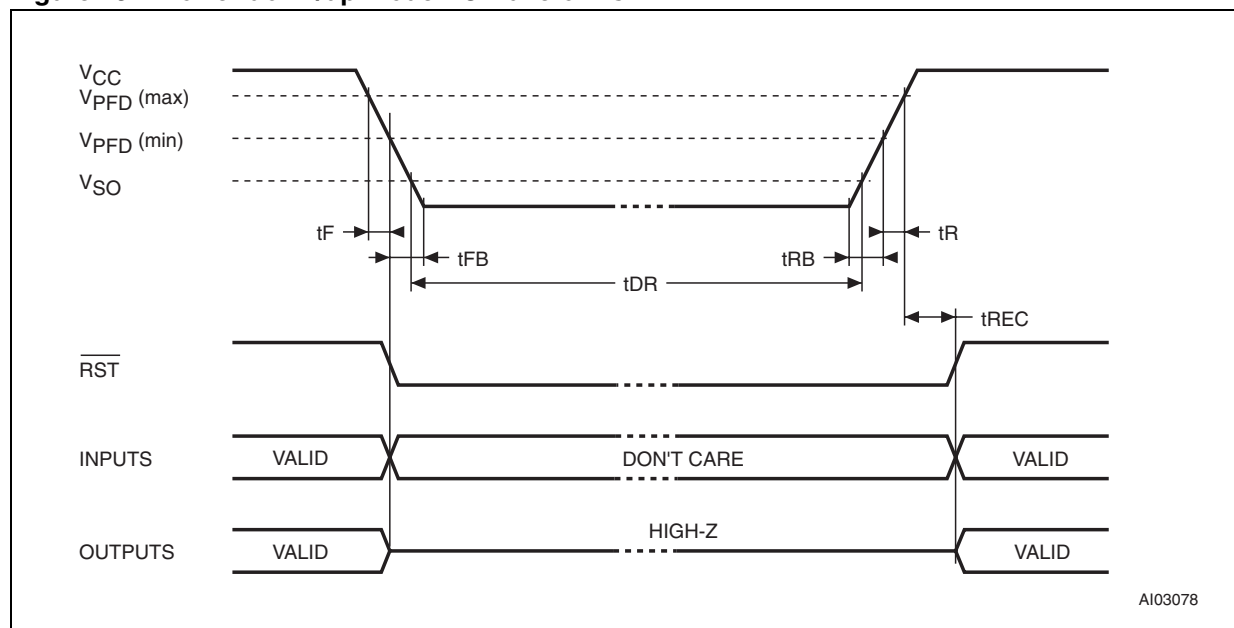 VCC
VPFD (max)
VPFD (min)
VSO
tF
tFB
tDR
tRB
tR
tREC
RST
INPUTS
VALID
DON'T CARE
VALID
OUTPUTS
VALID
HIGH-Z
VALID
AI03078